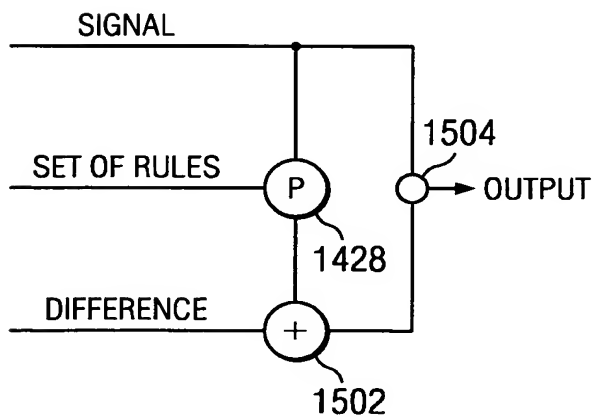 SIGNAL
1504
SET OF RULES
P
OUTPUT
1428
DIFFERENCE
+
1502